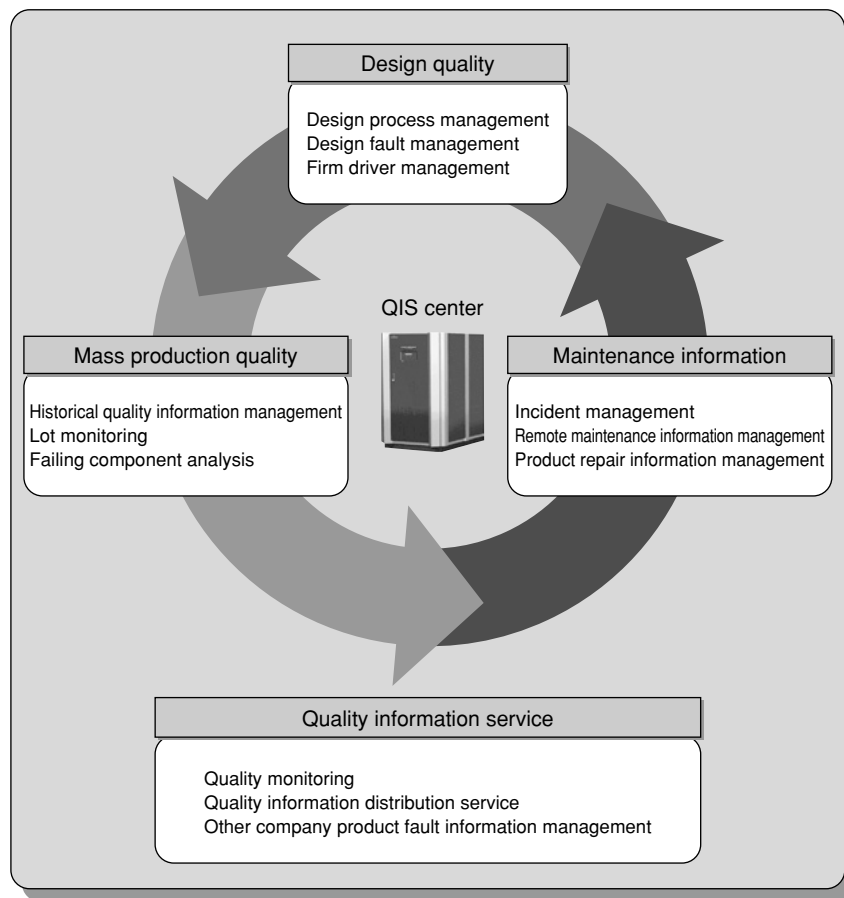 Design quality
Design process management
Design fault management
Firm driver management
QIS center
Mass production quality
Historical quality information management
Lot monitoring
Failing component analysis
Maintenance information
Incident management
Remote maintenance information management
Product repair information management
Quality information service
Quality monitoring
Quality information distribution service
Other company product fault information management